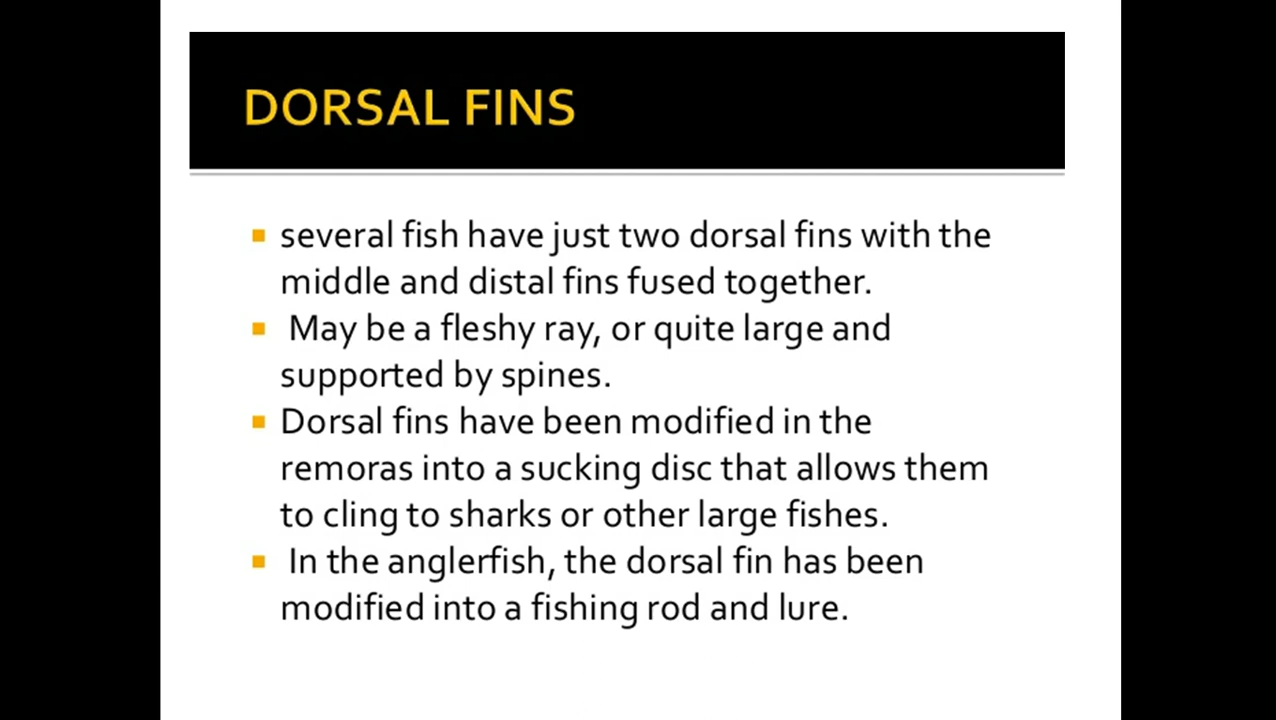 DORSAL FINS
several fish have just two dorsal fins with the
middle and distal fins fused together.
May be a fleshy ray, or quite large and
supported by spines.
Dorsal fins have been modified in the
remoras into a sucking disc that allows them
to cling to sharks or other large fishes.
In the anglerfish, the dorsal fin has been
modified into a fishing rod and lure.